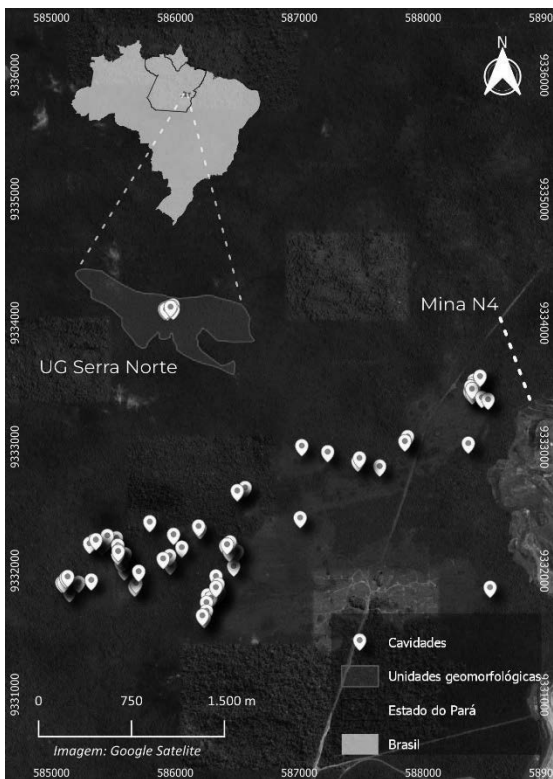 585000 586000 587000 588000 589000
N
9336000 9336000
9335000 9335000
9334000 9334000
Mina N4
UG Serra Norte
9333000 9333000
9332000 9332000
Cavidades
Unidades geomorfológicas
9331000 9331000
Estado do Pará
0 750 1.500 m
Brasil
Imagem: Google Satelite
585000 586000 587000 588000 589000